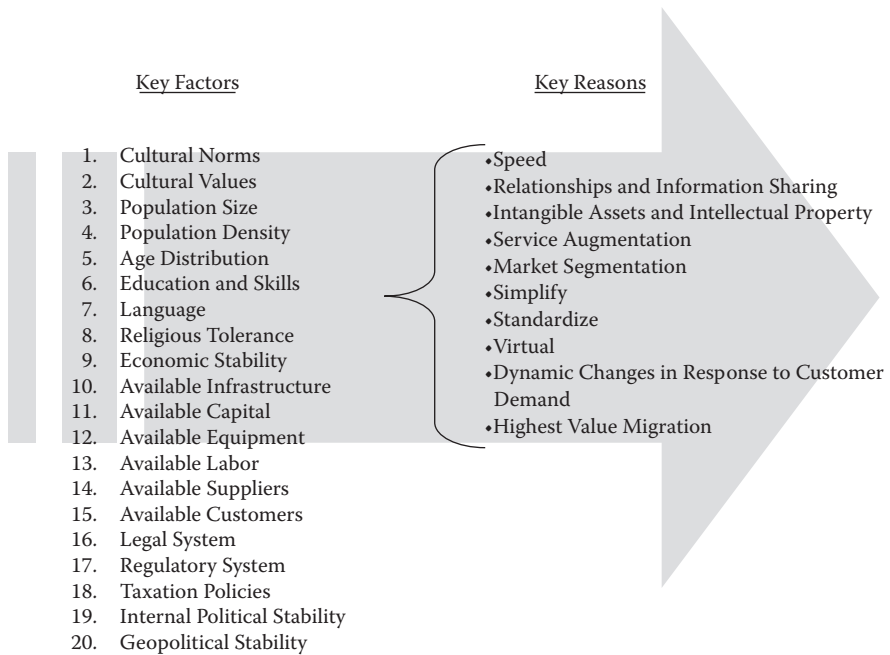 Key Factors
1. Cultural Norms
2. Cultural Values
3. Population Size
4. Population Density
5. Age Distribution
6. Education and Skills
7. Language
8. Religious Tolerance
9. Economic Stability
10. Available Infrastructure
11. Available Capital
12. Available Equipment
13. Available Labor
14. Available Suppliers
15. Available Customers
16. Legal System
17. Regulatory System
18. Taxation Policies
19. Internal Political Stability
20. Geopolitical Stability
Key Reasons
•Speed
•Relationships and Information Sharing
•Intangible Assets and Intellectual Property
•Service Augmentation
•Market Segmentation
•Simplify
•Standardize
•Virtual
•Dynamic Changes in Response to Customer
Demand
•Highest Value Migration